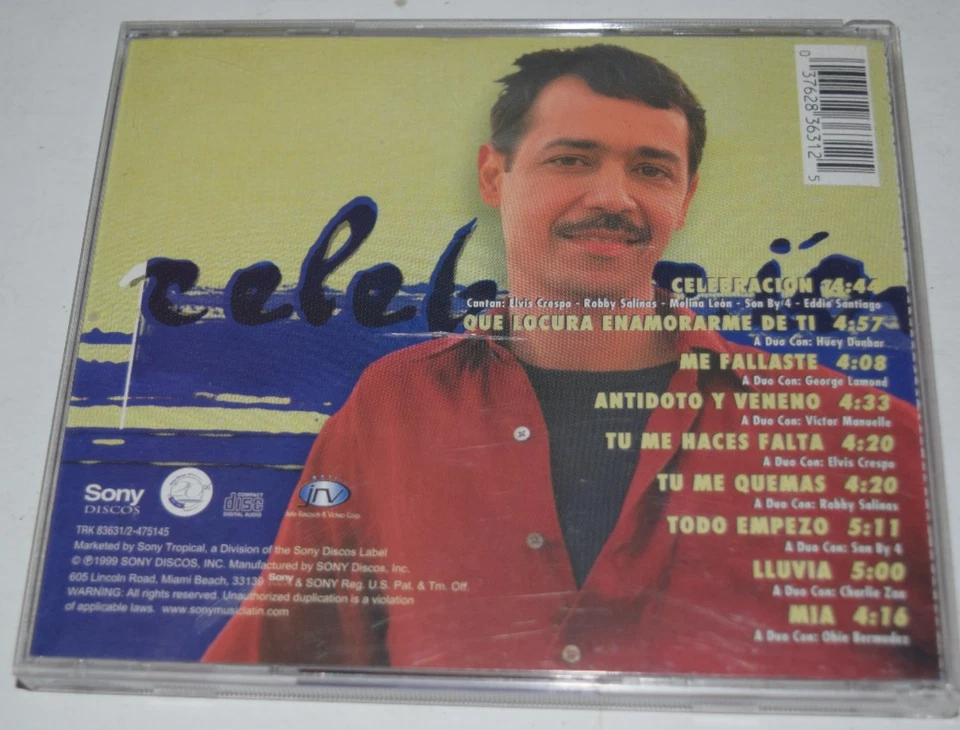 0 37628 36312 5
CELEBRACION 4:44
Cantan: Elvis Crespo - Robby Salinas - Melina León - Son By 4 - Eddie Santiago
QUE LOCURA ENAMORARME DE TI 4:57
A Duo Con: Huey Dunbar
ME FALLASTE 4:08
A Duo Con: George Lamond
ANTIDOTO Y VENENO 4:33
A Duo Con: Victor Manuelle
TU ME HACES FALTA 4:20
A Duo Con: Elvis Crespo
TU ME QUEMAS 4:20
A Duo Con: Robby Salinas
TODO EMPEZO 5:11
A Duo Con: Son By 4
LLUVIA 5:00
A Duo Con: Charlie Zaa
MIA 4:16
A Duo Con: Obie Bermudez
Sony
DISCOS
COMPACT
disc
DIGITAL AUDIO
TRK 83631/2-475145
Marketed by Sony Tropical, a Division of the Sony Discos Label
© ℗1999 SONY DISCOS, INC. Manufactured by SONY Discos, Inc.
605 Lincoln Road, Miami Beach, 33139 Sony & SONY Reg. U.S. Pat. & Tm. Off.
WARNING: All rights reserved. Unauthorized duplication is a violation
of applicable laws. www.sonymusiclatin.com